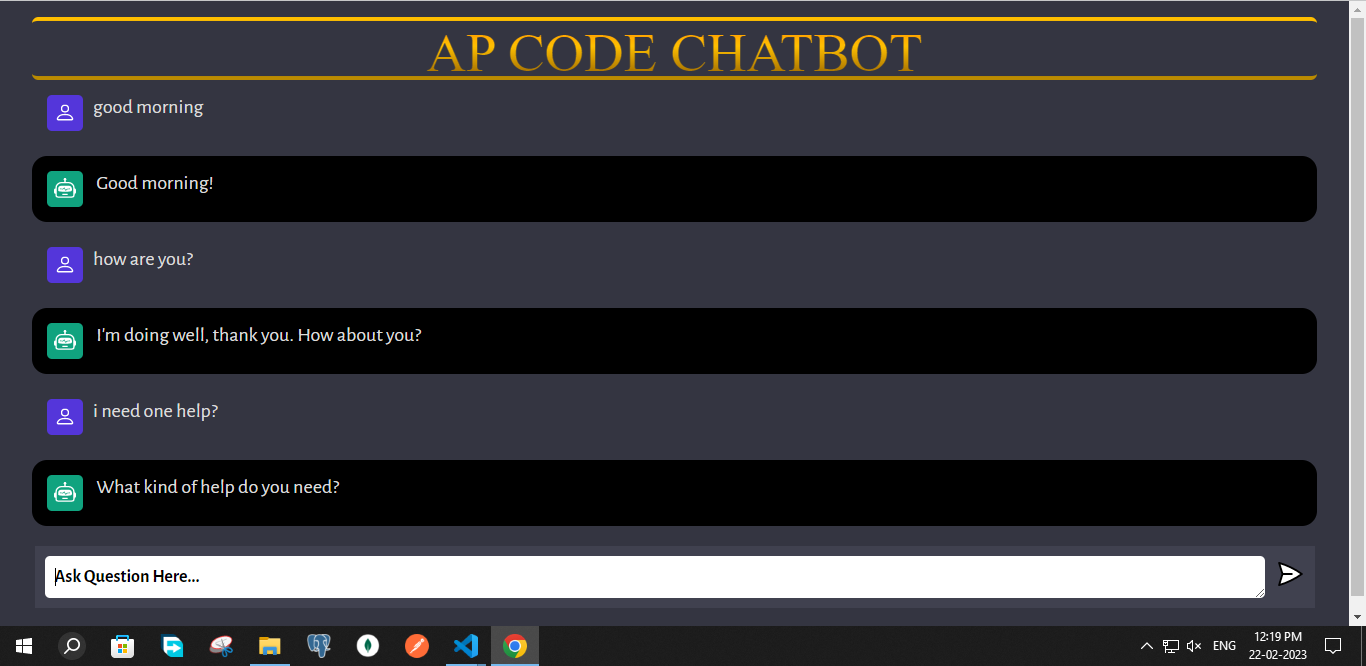 AP CODE CHATBOT
good morning
Good morning!
how are you?
I'm doing well, thank you. How about you?
i need one help?
What kind of help do you need?
Ask Question Here...
ENG
12:19 PM
22-02-2023